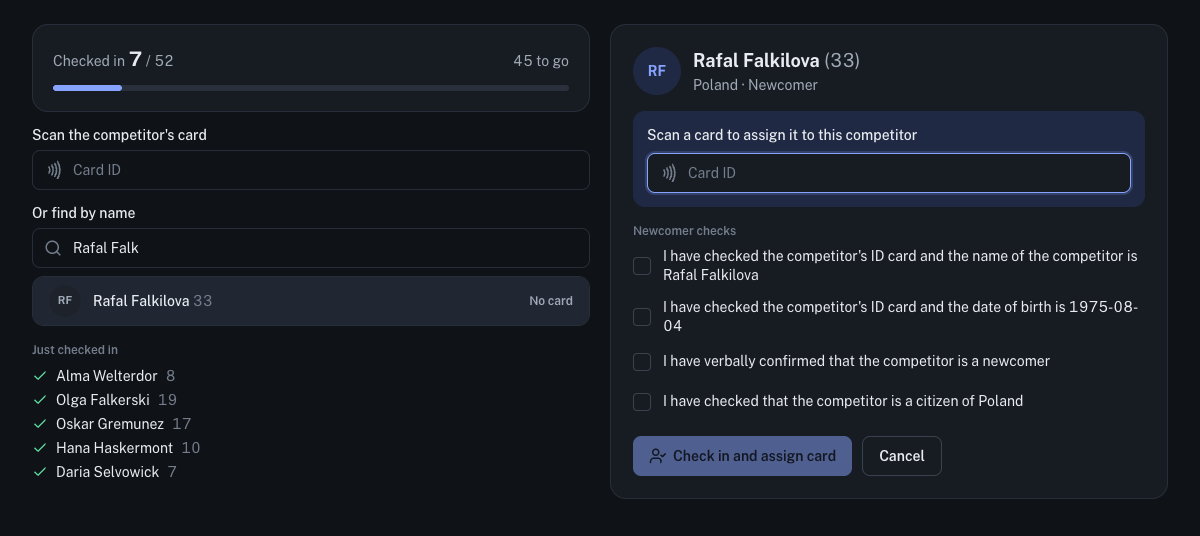 Checked in 7 / 52
45 to go
Scan the competitor's card
Card ID
Or find by name
Rafal Falk
RF
Rafal Falkilova 33
No card
Just checked in
Alma Welterdor 8
Olga Falkerski 19
Oskar Gremunez 17
Hana Haskermont 10
Daria Selvowick 7
RF
Rafal Falkilova (33)
Poland · Newcomer
Scan a card to assign it to this competitor
Card ID
Newcomer checks
I have checked the competitor's ID card and the name of the competitor is
Rafal Falkilova
I have checked the competitor's ID card and the date of birth is 1975-08-
04
I have verbally confirmed that the competitor is a newcomer
I have checked that the competitor is a citizen of Poland
Check in and assign card
Cancel